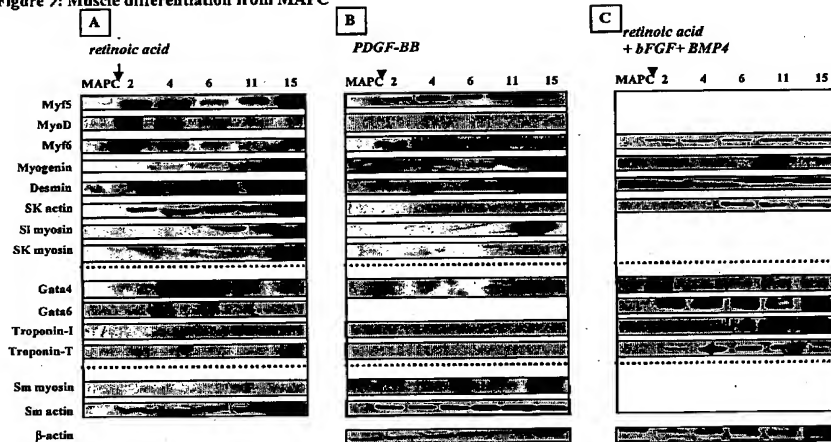 Figure 7: Muscle differentiation from MAPC
A
retinoic acid
MAPC 2 4 6 11 15
B
PDGF-BB
MAPC 2 4 6 11 15
C
retinoic acid
+ bFGF+ BMP4
MAPC 2 4 6 11 15
Myf5
MyoD
Myf6
Myogenin
Desmin
SK actin
Sl myosin
SK myosin
Gata4
Gata6
Troponin-I
Troponin-T
Sm myosin
Sm actin
β-actin